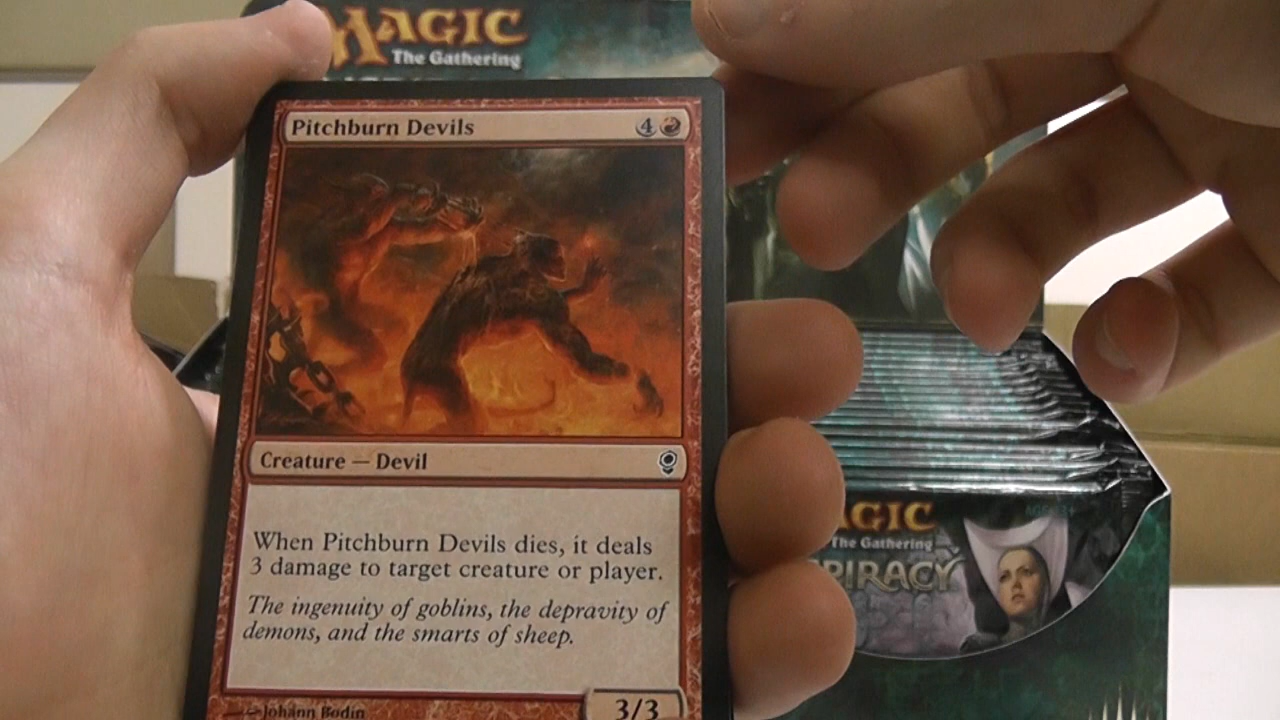 MAGIC
The Gathering
Pitchburn Devils 4
Creature — Devil
When Pitchburn Devils dies, it deals
3 damage to target creature or player.
The ingenuity of goblins, the depravity of
demons, and the smarts of sheep.
Johann Bodin
3/3
AGIC
The Gathering
PIRACY